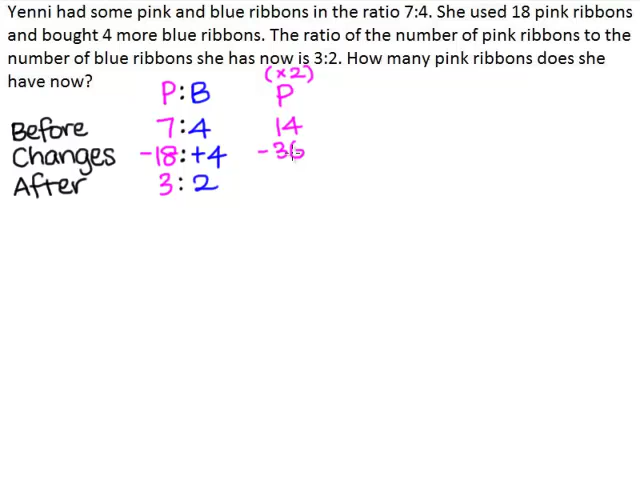 Yenni had some pink and blue ribbons in the ratio 7:4. She used 18 pink ribbons
and bought 4 more blue ribbons. The ratio of the number of pink ribbons to the
number of blue ribbons she has now is 3:2. How many pink ribbons does she
have now?
(×2)
P:B P
Before 7:4 14
Changes -18:+4 -36
After 3:2